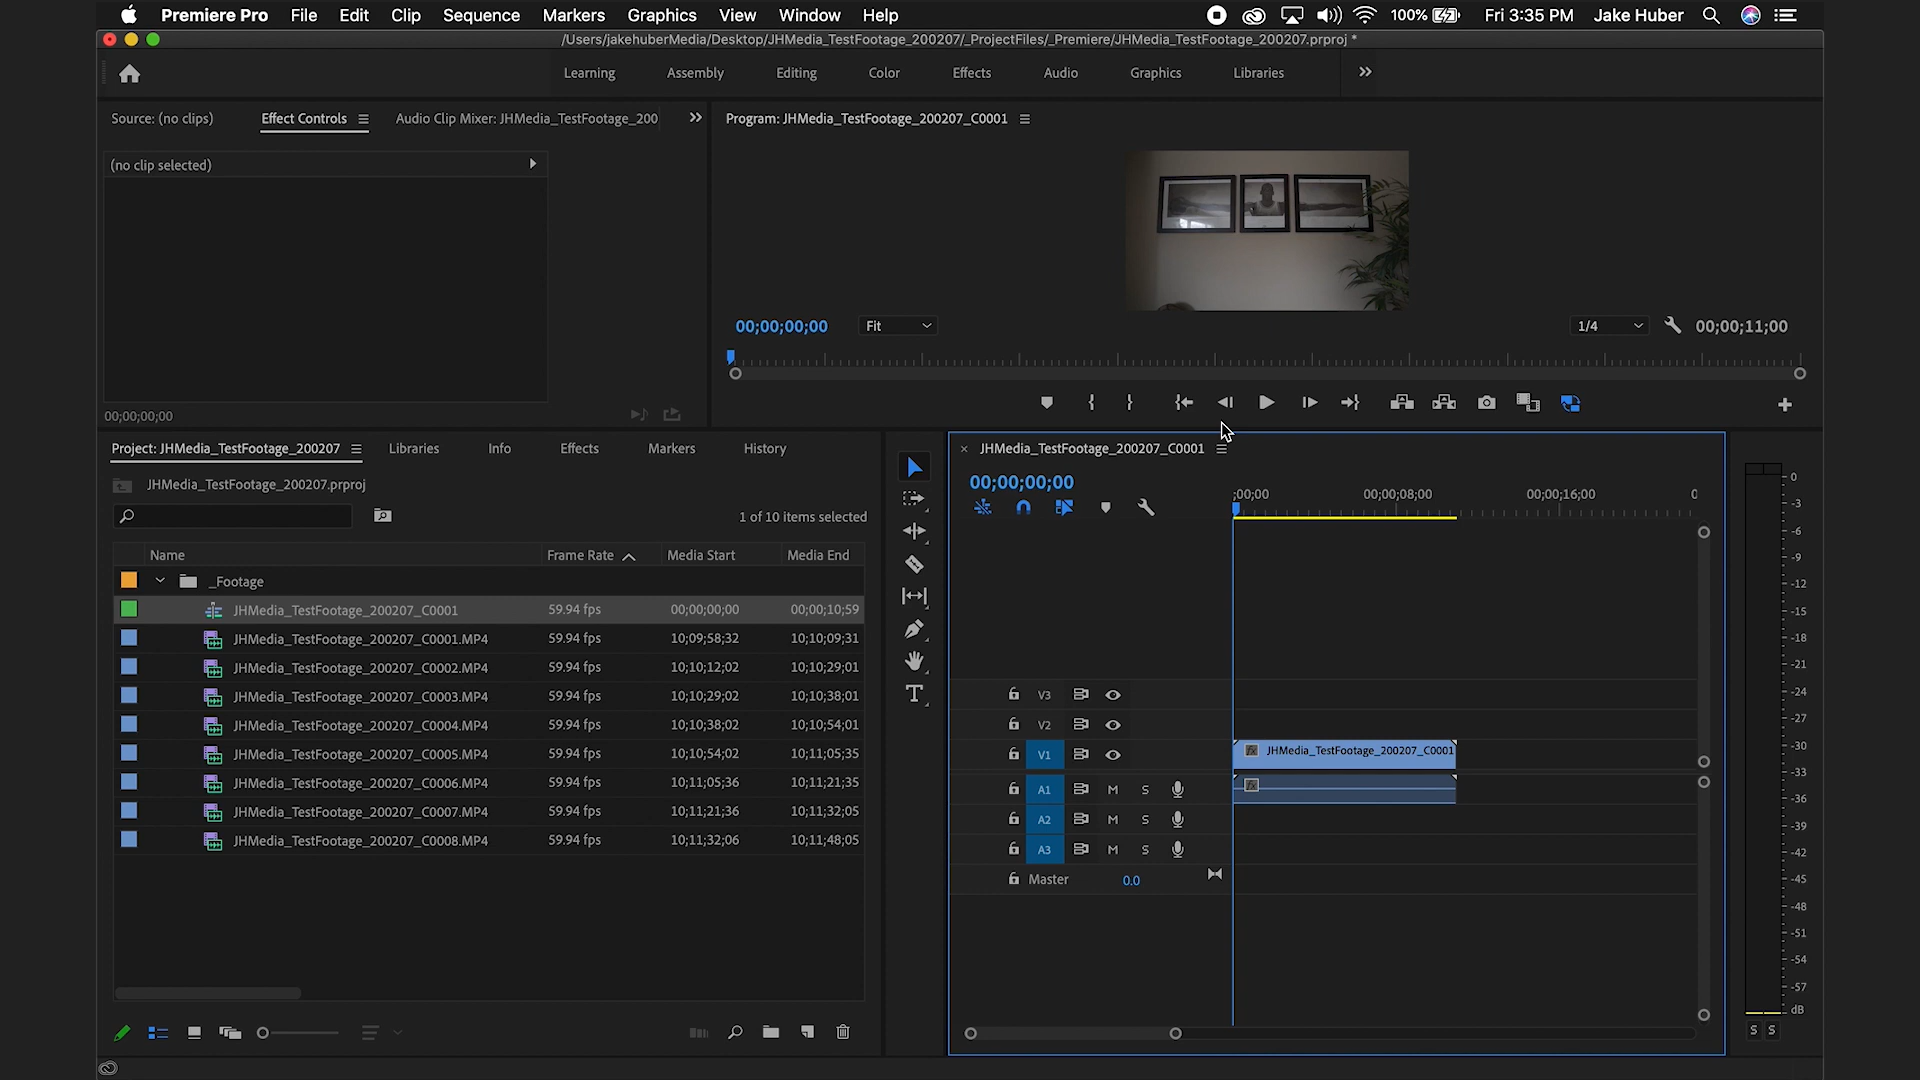 Premiere Pro File Edit Clip Sequence Markers Graphics View Window Help 100% Fri 3:35 PM Jake Huber
/Users/jakehuberMedia/Desktop/JHMedia_TestFootage_200207/_ProjectFiles/_Premiere/JHMedia_TestFootage_200207.prproj *
Learning Assembly Editing Color Effects Audio Graphics Libraries
Source: (no clips) Effect Controls Audio Clip Mixer: JHMedia_TestFootage_200
(no clip selected)
00;00;00;00
Program: JHMedia_TestFootage_200207_C0001
00;00;00;00 Fit 1/4 00;00;11;00
Project: JHMedia_TestFootage_200207 Libraries Info Effects Markers History
JHMedia_TestFootage_200207.prproj
1 of 10 items selected
Name Frame Rate Media Start Media End
_Footage
JHMedia_TestFootage_200207_C0001 59.94 fps 00;00;00;00 00;00;10;59
JHMedia_TestFootage_200207_C0001.MP4 59.94 fps 10;09;58;32 10;10;09;31
JHMedia_TestFootage_200207_C0002.MP4 59.94 fps 10;10;12;02 10;10;29;01
JHMedia_TestFootage_200207_C0003.MP4 59.94 fps 10;10;29;02 10;10;38;01
JHMedia_TestFootage_200207_C0004.MP4 59.94 fps 10;10;38;02 10;10;54;01
JHMedia_TestFootage_200207_C0005.MP4 59.94 fps 10;10;54;02 10;11;05;35
JHMedia_TestFootage_200207_C0006.MP4 59.94 fps 10;11;05;36 10;11;21;35
JHMedia_TestFootage_200207_C0007.MP4 59.94 fps 10;11;21;36 10;11;32;05
JHMedia_TestFootage_200207_C0008.MP4 59.94 fps 10;11;32;06 10;11;48;05
JHMedia_TestFootage_200207_C0001
00;00;00;00
;00;00 00;00;08;00 00;00;16;00 0
V3
V2
V1 fx JHMedia_TestFootage_200207_C0001
A1 M S fx
A2 M S
A3 M S
Master 0.0
0
-3
-6
-9
-12
-15
-18
-21
-24
-27
-30
-33
-36
-39
-42
-45
-48
-51
-54
-57
dB
S S